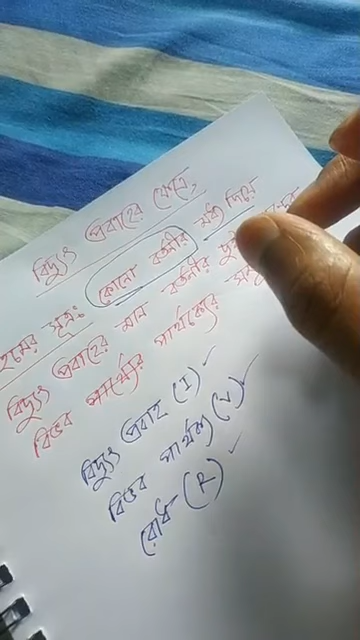 বিদ্যুৎ প্রবাহের ক্ষেত্রে,
ওহমের সূত্রঃ কোনো বর্তনীর মধ্য দিয়ে
বিদ্যুৎ প্রবাহের মান বর্তনীর দুই
বিভব পার্থক্যের
বিদ্যুৎ প্রবাহ (I) ✓
বিভব পার্থক্য (V) ✓
রোধ (R) ✓